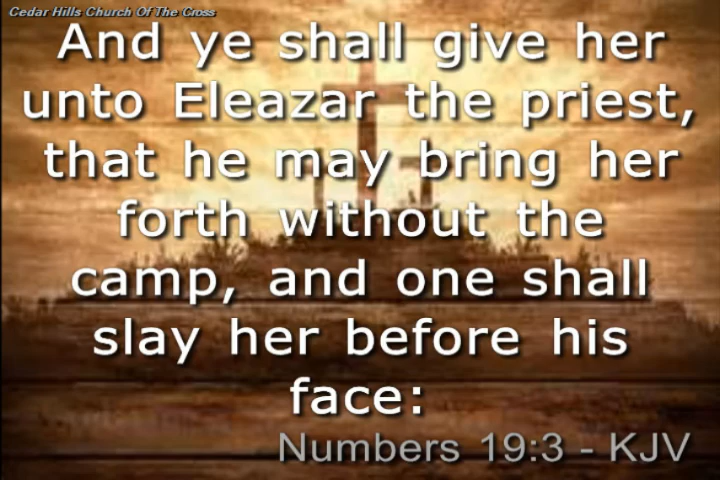 Cedar Hills Church Of The Cross
And ye shall give her
unto Eleazar the priest,
that he may bring her
forth without the
camp, and one shall
slay her before his
face:
Numbers 19:3 - KJV